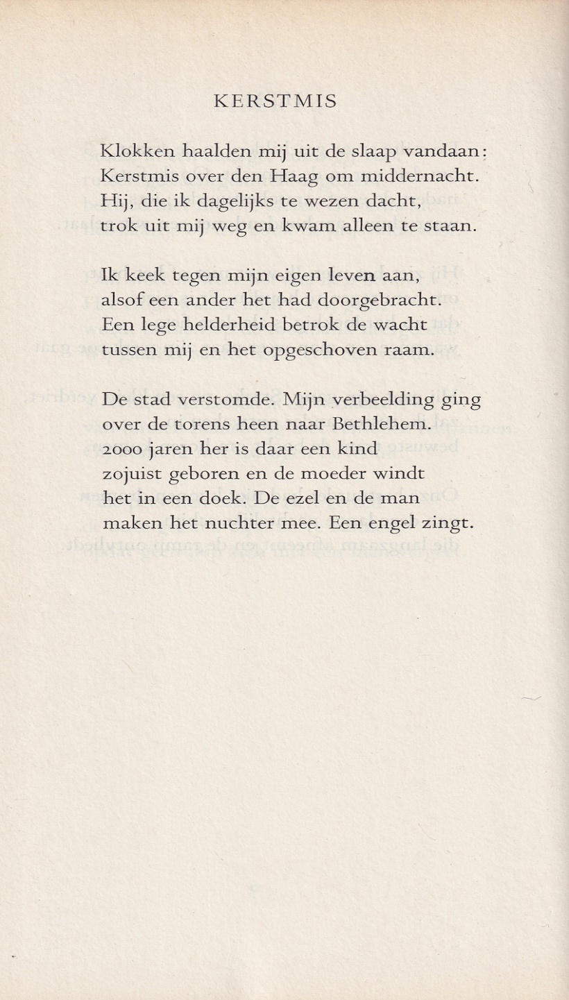 KERSTMIS
Klokken haalden mij uit de slaap vandaan:
Kerstmis over den Haag om middernacht.
Hij, die ik dagelijks te wezen dacht,
trok uit mij weg en kwam alleen te staan.
Ik keek tegen mijn eigen leven aan,
alsof een ander het had doorgebracht.
Een lege helderheid betrok de wacht
tussen mij en het opgeschoven raam.
De stad verstomde. Mijn verbeelding ging
over de torens heen naar Bethlehem.
2000 jaren her is daar een kind
zojuist geboren en de moeder windt
het in een doek. De ezel en de man
maken het nuchter mee. Een engel zingt.